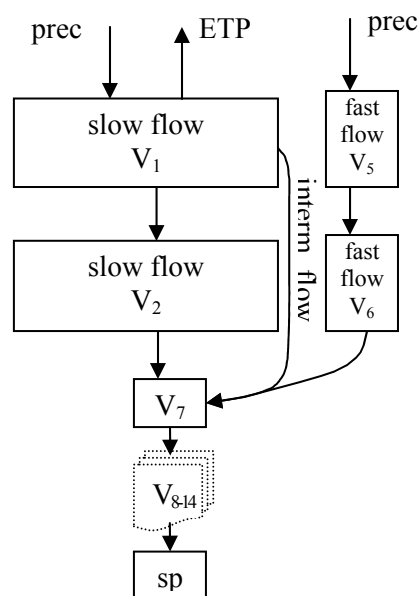 prec
ETP
prec
slow flow
V₁
fast
flow
V₅
interm flow
slow flow
V₂
fast
flow
V₆
V₇
V₈₋₁₄
sp